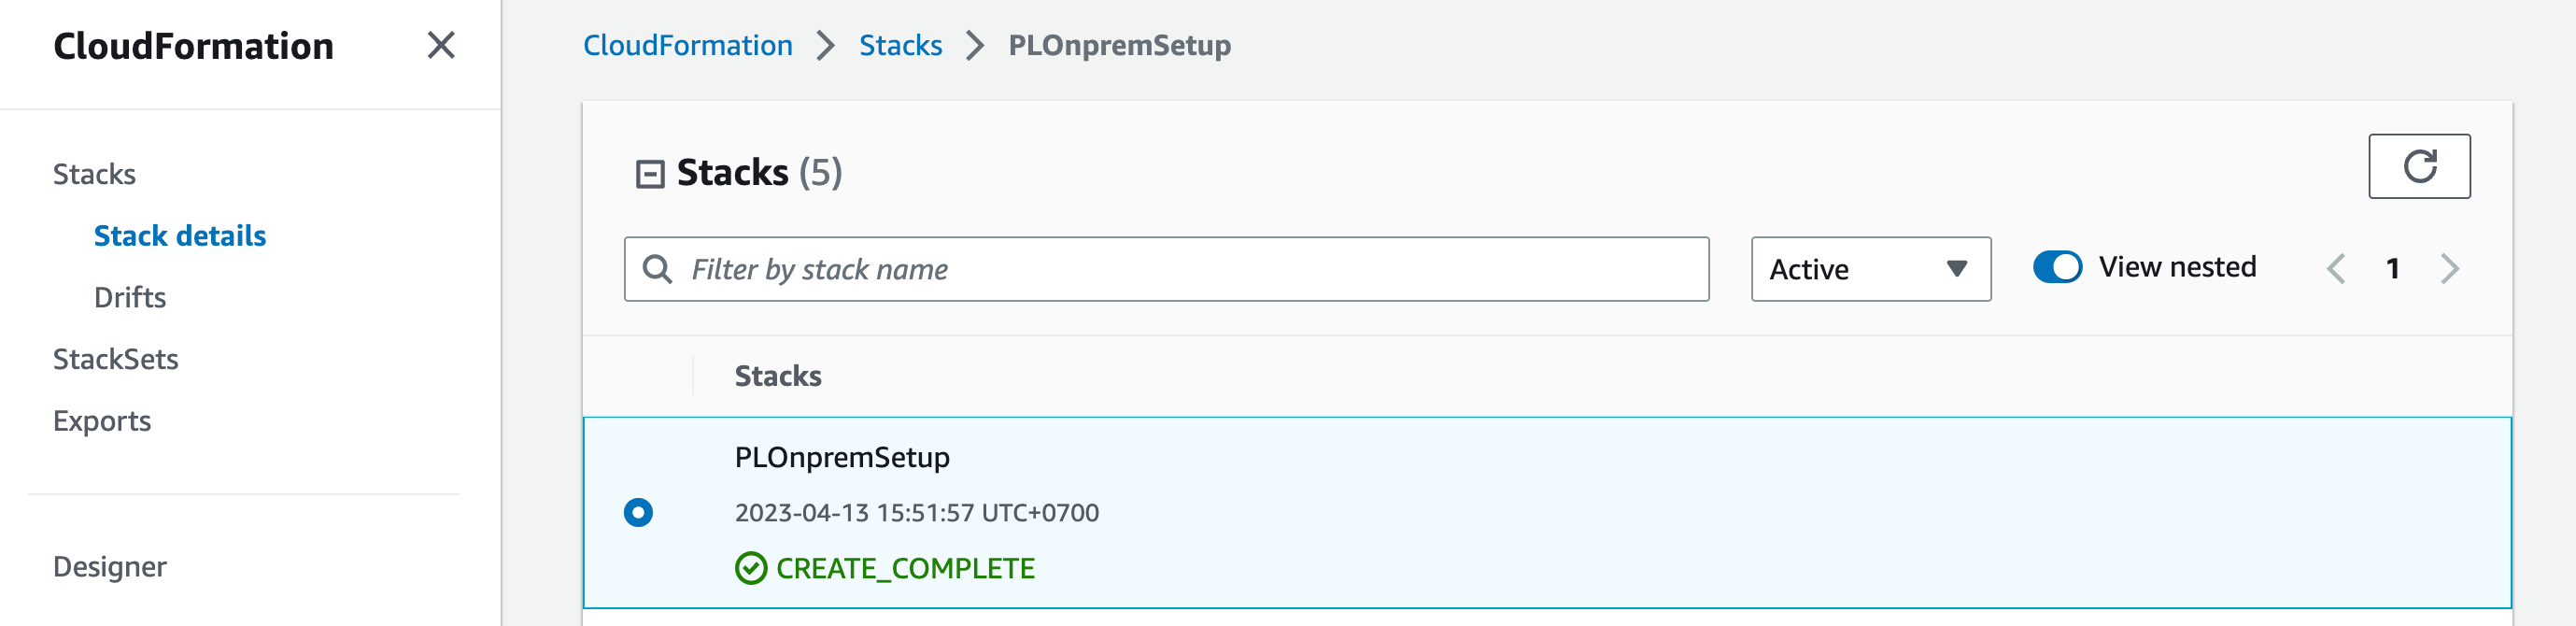 CloudFormation
Stacks
Stack details
Drifts
StackSets
Exports
Designer
CloudFormation Stacks PLOnpremSetup
Stacks (5)
Filter by stack name
Active
View nested
1
Stacks
PLOnpremSetup
2023-04-13 15:51:57 UTC+0700
CREATE_COMPLETE